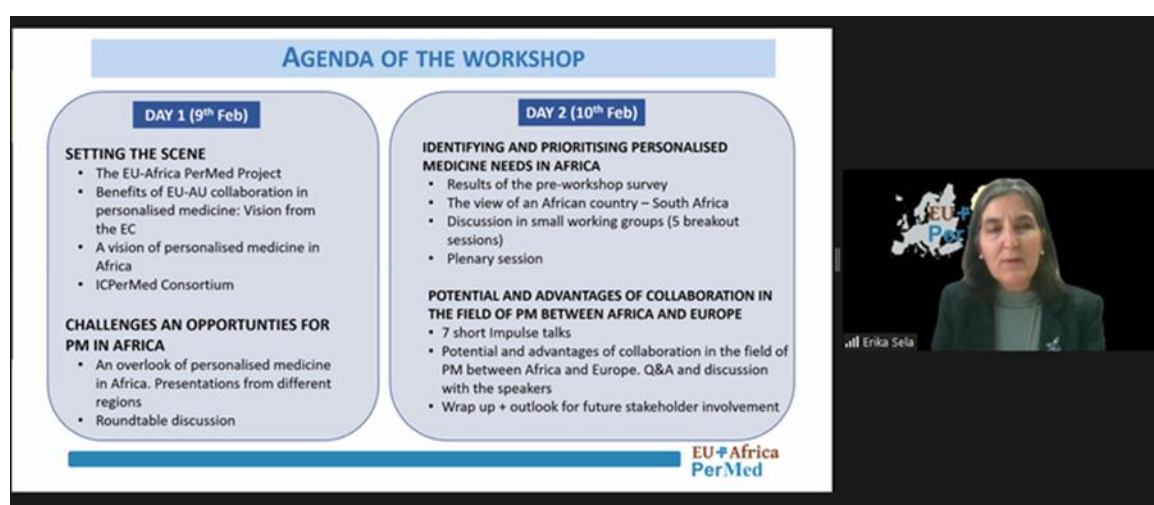 AGENDA OF THE WORKSHOP
DAY 1 (9th Feb)
SETTING THE SCENE
• The EU-Africa PerMed Project
• Benefits of EU-AU collaboration in
personalised medicine: Vision from
the EC
• A vision of personalised medicine in
Africa
• ICPerMed Consortium
CHALLENGES AN OPPORTUNTIES FOR
PM IN AFRICA
• An overlook of personalised medicine
in Africa. Presentations from different
regions
• Roundtable discussion
DAY 2 (10th Feb)
IDENTIFYING AND PRIORITISING PERSONALISED
MEDICINE NEEDS IN AFRICA
• Results of the pre-workshop survey
• The view of an African country – South Africa
• Discussion in small working groups (5 breakout
sessions)
• Plenary session
POTENTIAL AND ADVANTAGES OF COLLABORATION IN
THE FIELD OF PM BETWEEN AFRICA AND EUROPE
• 7 short Impulse talks
• Potential and advantages of collaboration in the field of
PM between Africa and Europe. Q&A and discussion
with the speakers
• Wrap up + outlook for future stakeholder involvement
EU+Africa
PerMed
EU+
Per
Erika Sela